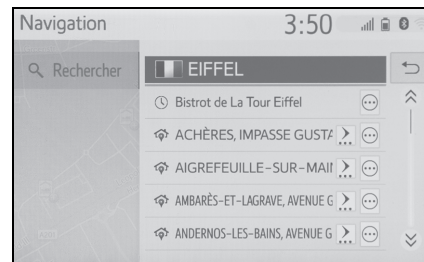 Navigation 3:50
Rechercher
EIFFEL
Bistrot de La Tour Eiffel
ACHÈRES, IMPASSE GUSTA
AIGREFEUILLE-SUR-MAI
AMBARÈS-ET-LAGRAVE, AVENUE G
ANDERNOS-LES-BAINS, AVENUE G